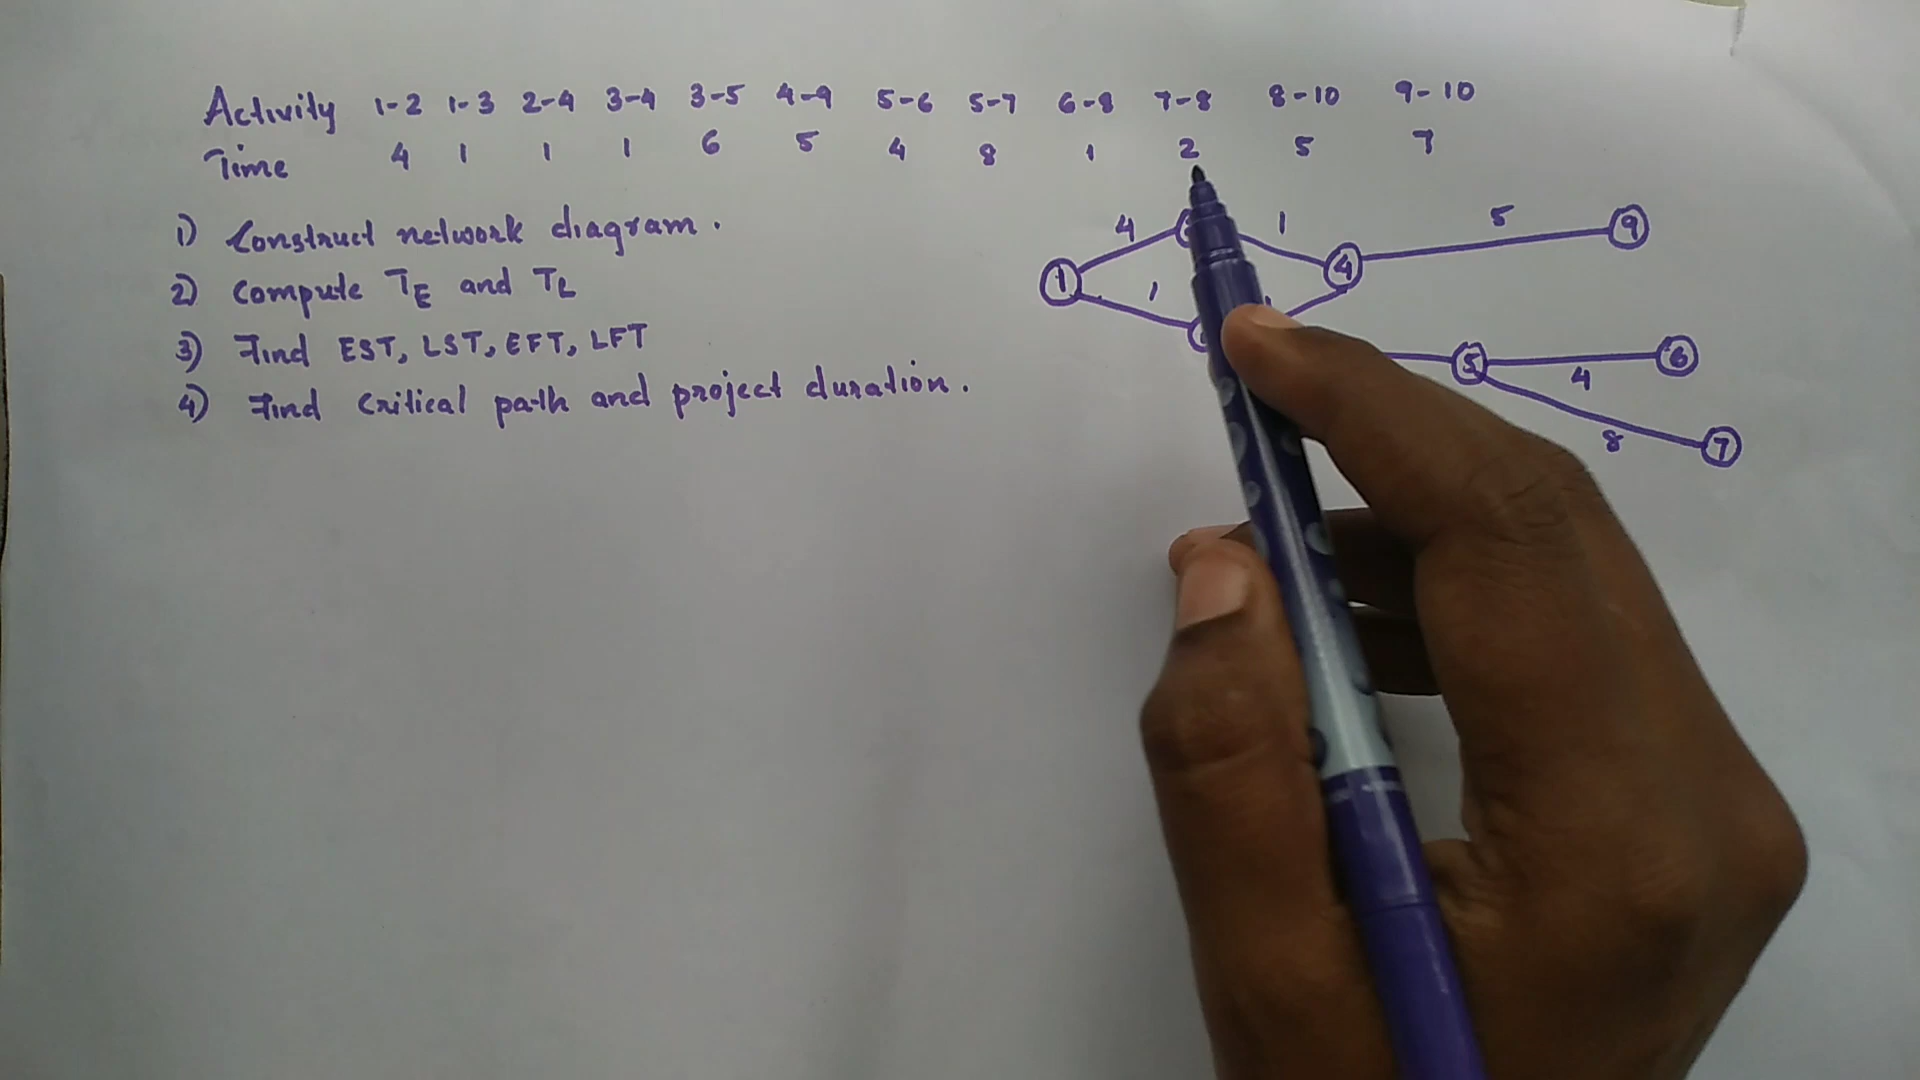 Activity 1-2 1-3 2-4 3-4 3-5 4-9 5-6 5-7 6-8 7-8 8-10 9-10
Time 4 1 1 1 6 5 4 8 1 2 5 7
1) Construct network diagram.
2) Compute TE and TL
3) Find EST, LST, EFT, LFT
4) Find Critical path and project duration.
4 1 5 9
1 1 4
5 4 6
8 7